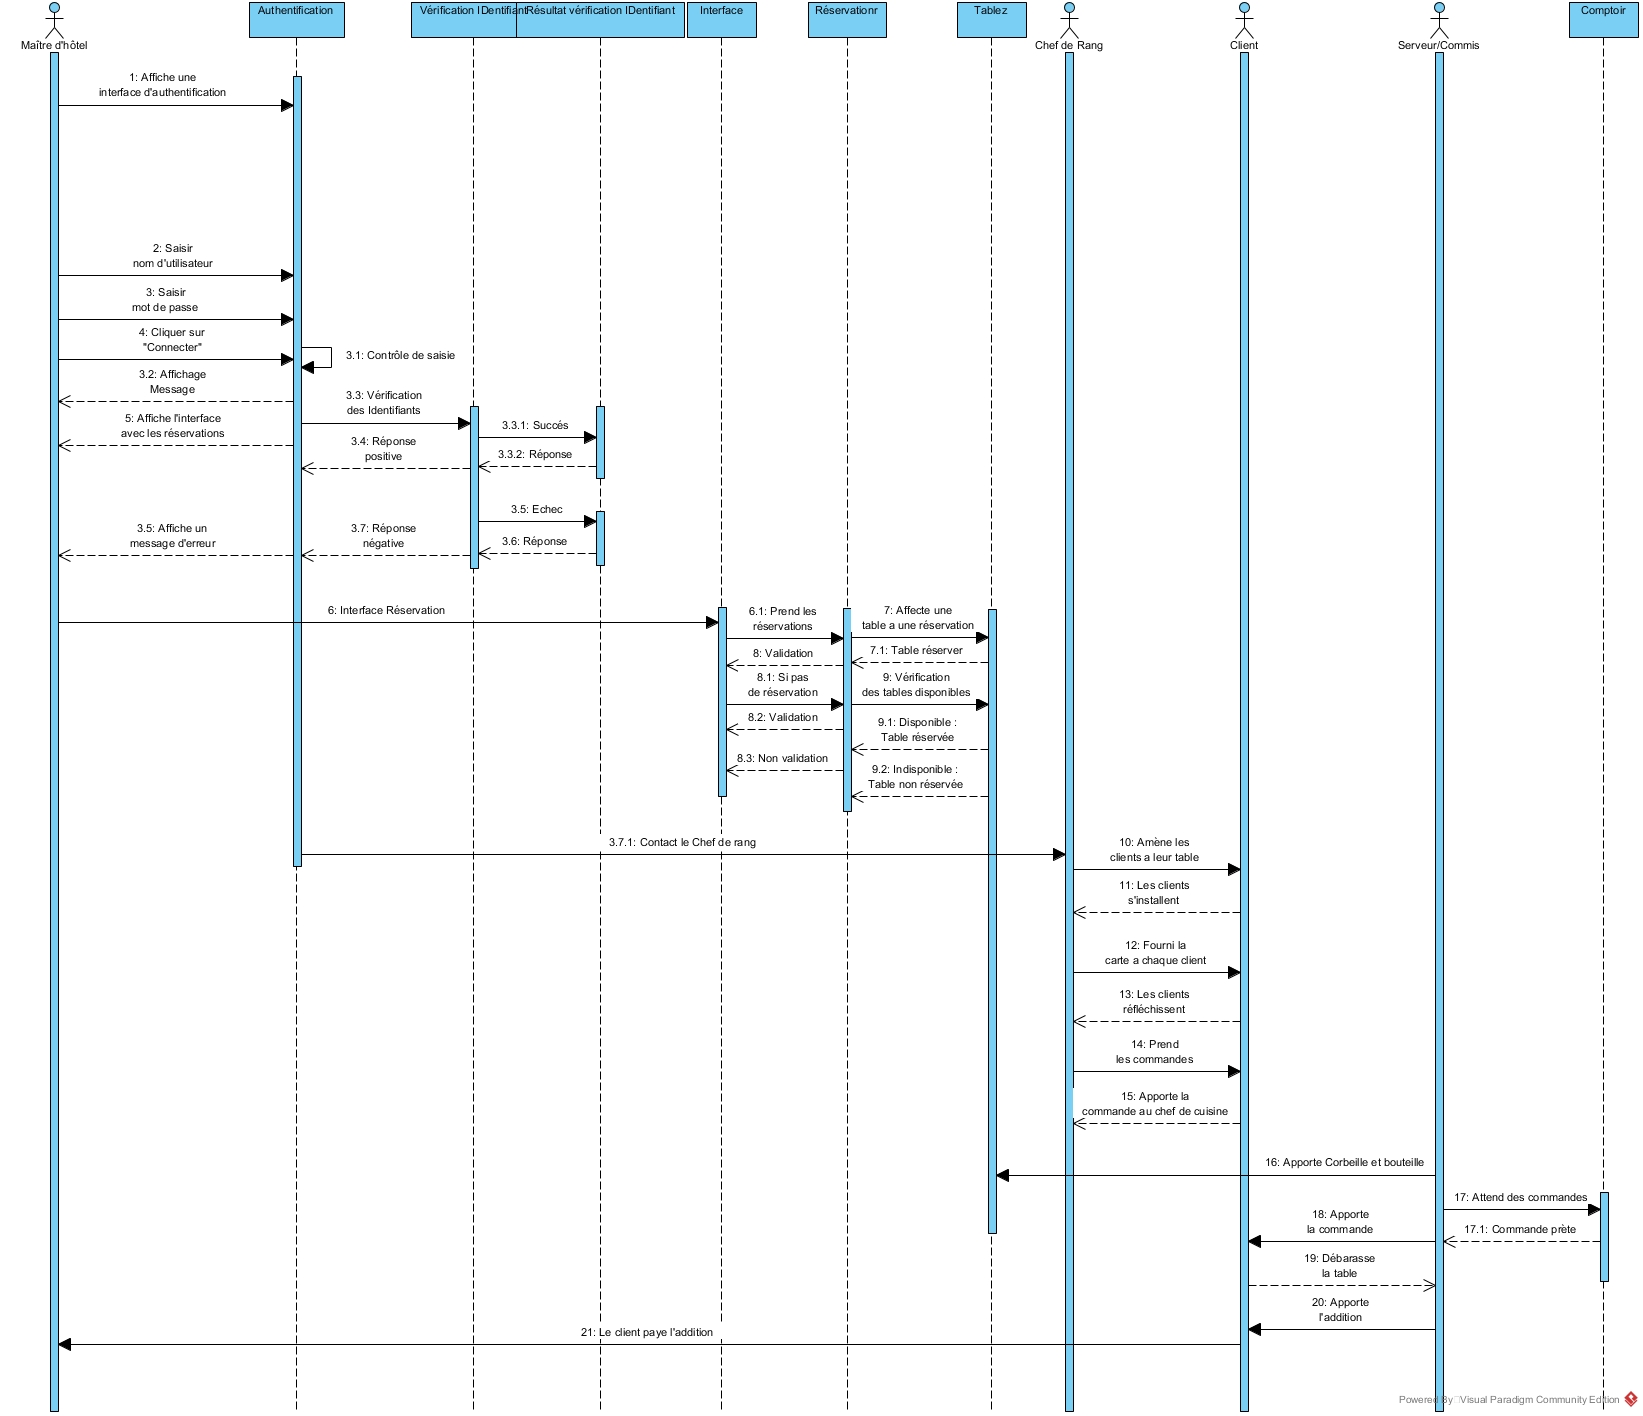 Authentification
Vérification IDentifiant
Résultat vérification IDentifiant
Interface
Réservationr
Tablez
Comptoir
Maître d'hôtel
Chef de Rang
Client
Serveur/Commis
1: Affiche une
interface d'authentification
2: Saisir
nom d'utilisateur
3: Saisir
mot de passe
4: Cliquer sur
"Connecter"
3.1: Contrôle de saisie
3.2: Affichage
Message
3.3: Vérification
des Identifiants
5: Affiche l'interface
avec les réservations
3.3.1: Succés
3.4: Réponse
positive
3.3.2: Réponse
3.5: Echec
3.5: Affiche un
message d'erreur
3.7: Réponse
négative
3.6: Réponse
6: Interface Réservation
6.1: Prend les
réservations
7: Affecte une
table a une réservation
8: Validation
7.1: Table réserver
8.1: Si pas
de réservation
9: Vérification
des tables disponibles
8.2: Validation
9.1: Disponible :
Table réservée
8.3: Non validation
9.2: Indisponible :
Table non réservée
3.7.1: Contact le Chef de rang
10: Amène les
clients a leur table
11: Les clients
s'installent
12: Fourni la
carte a chaque client
13: Les clients
réfléchissent
14: Prend
les commandes
15: Apporte la
commande au chef de cuisine
16: Apporte Corbeille et bouteille
17: Attend des commandes
18: Apporte
la commande
17.1: Commande prète
19: Débarasse
la table
20: Apporte
l'addition
21: Le client paye l'addition
Powered By Visual Paradigm Community Edition